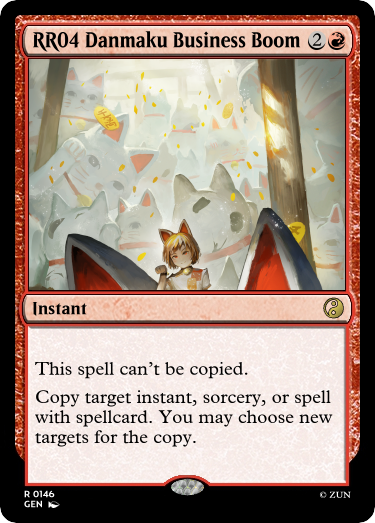 RR04 Danmaku Business Boom 2
Instant
This spell can't be copied.
Copy target instant, sorcery, or spell
with spellcard. You may choose new
targets for the copy.
R 0146
GEN
© ZUN